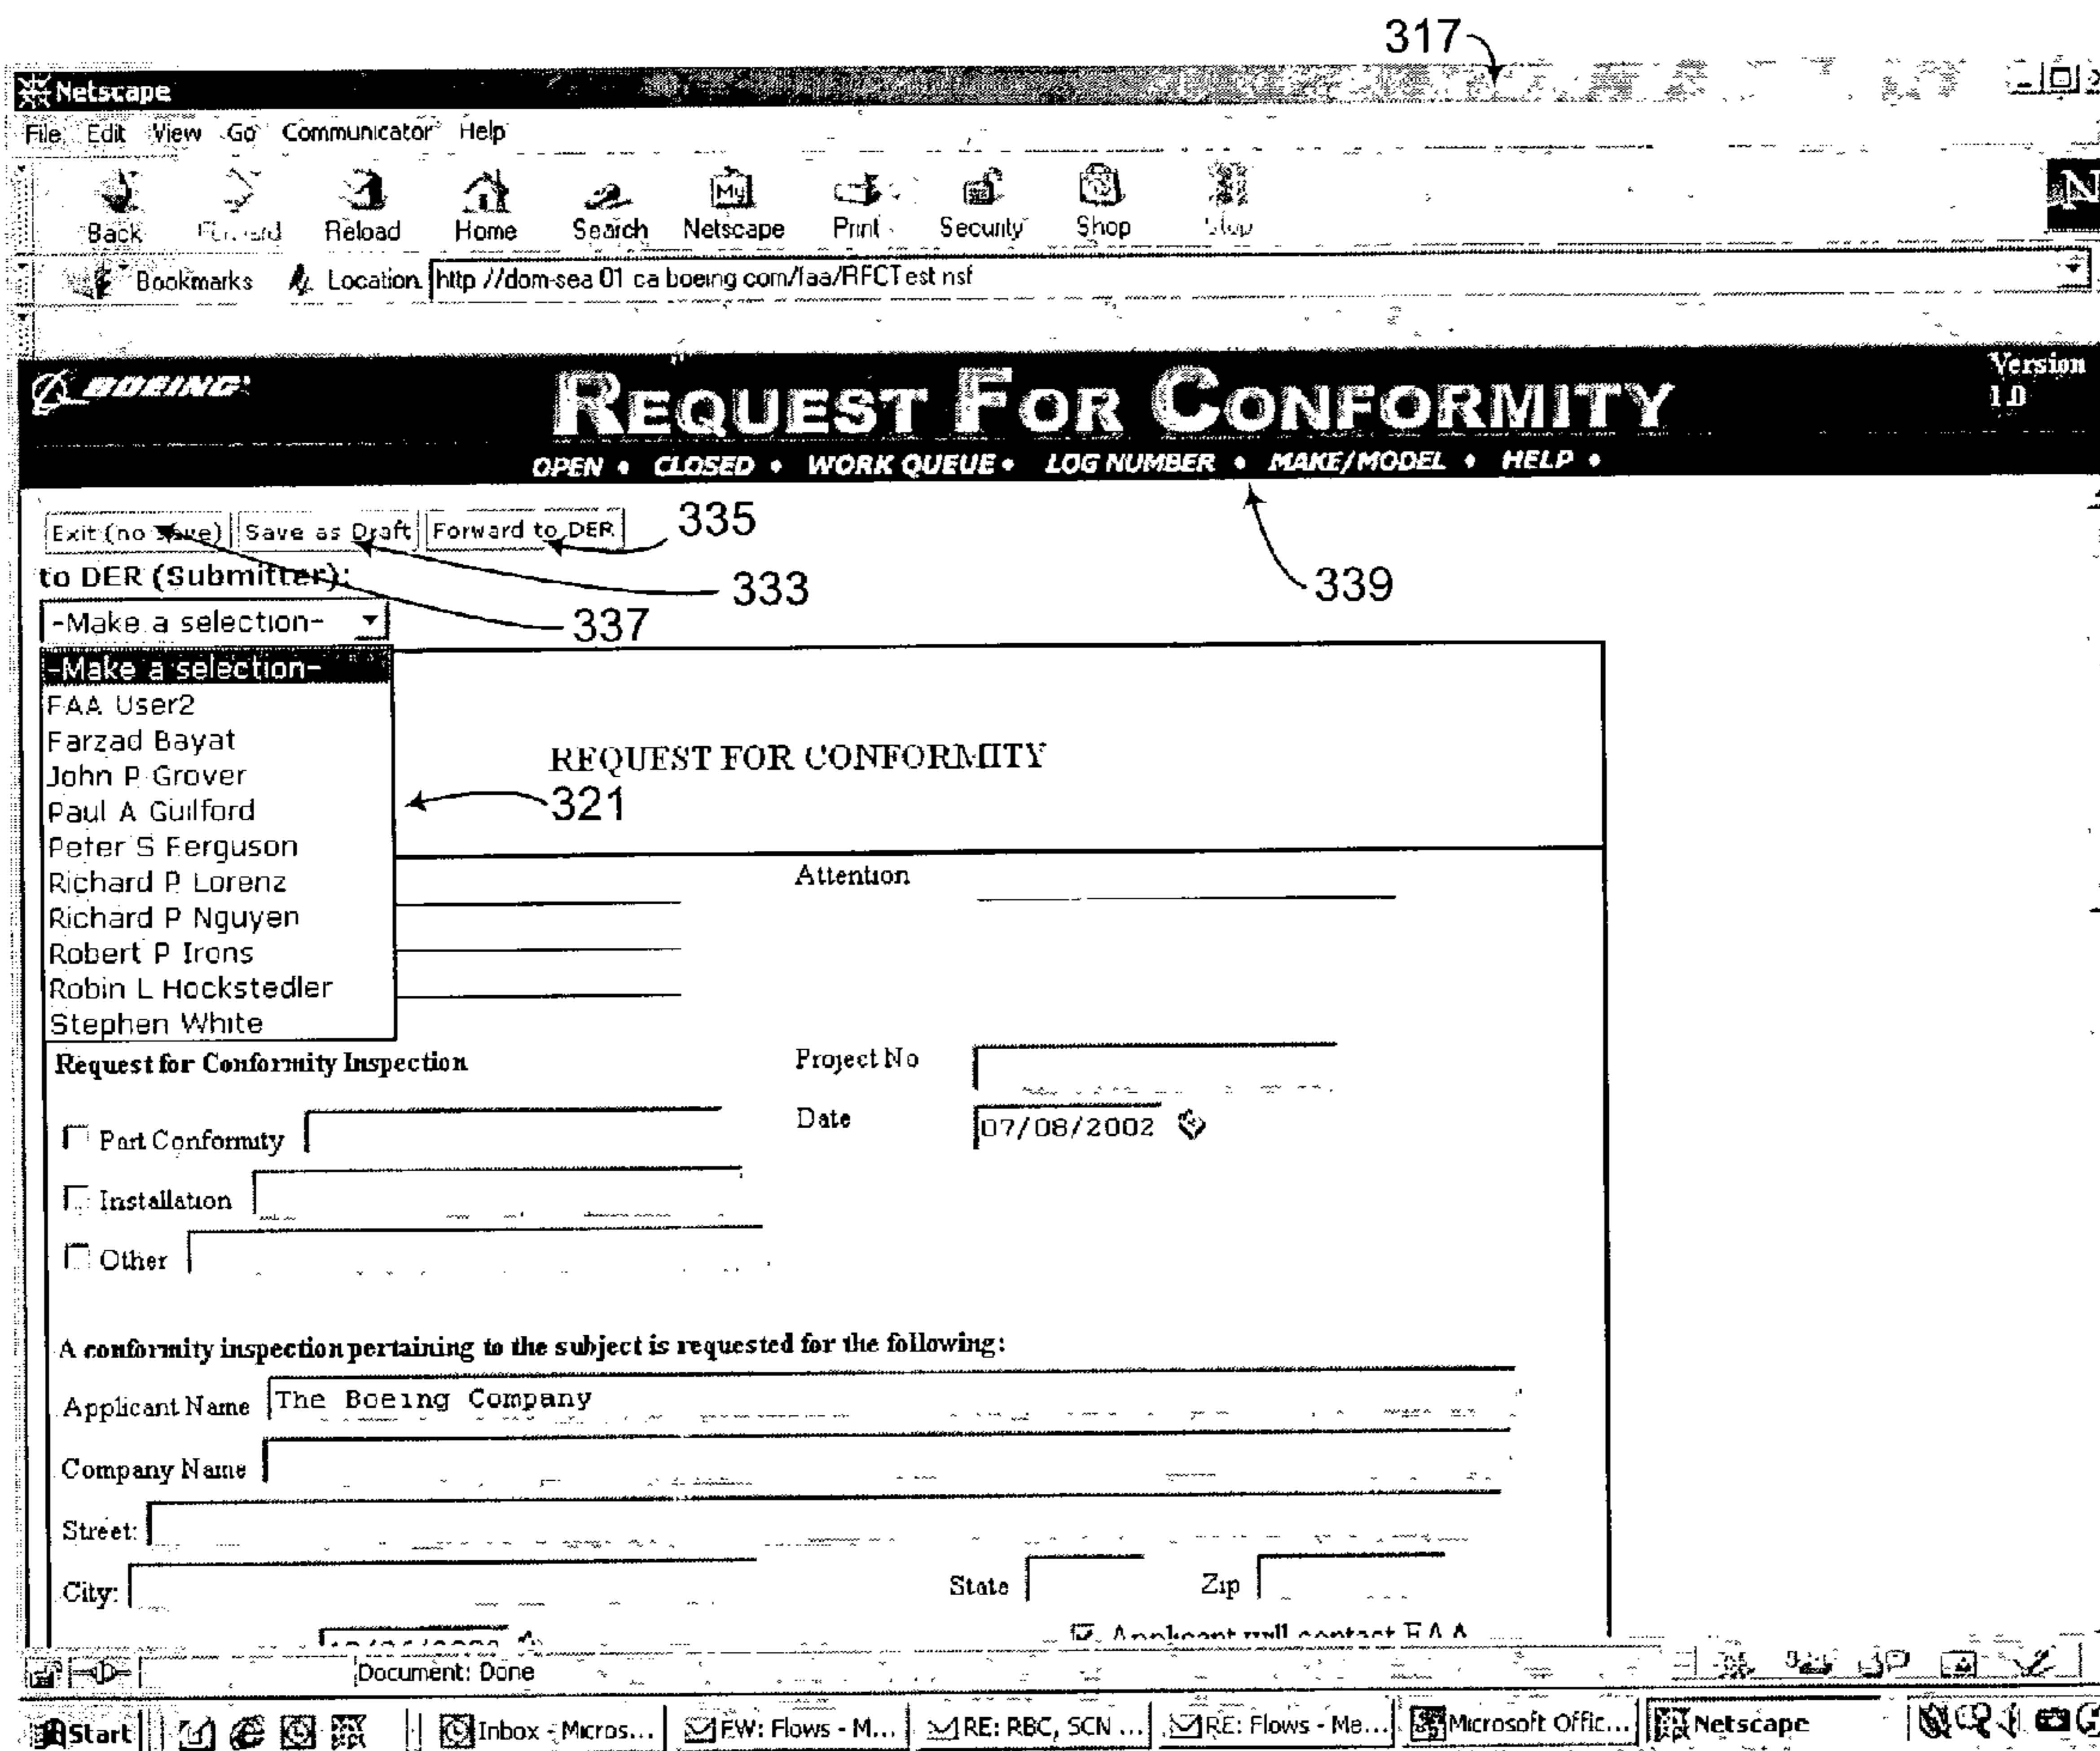 317
Netscape
File Edit View Go Communicator Help
Back Forward Reload Home Search Netscape Print Security Shop Stop
Bookmarks Location http //dom-sea 01 ca boeing com/faa/RFCTest nsf
BOEING
REQUEST FOR CONFORMITY
Version
1.0
OPEN • CLOSED • WORK QUEUE • LOG NUMBER • MAKE/MODEL • HELP •
Exit (no Save) Save as Draft Forward to DER 335
to DER (Submitter): 333 339
-Make a selection- 337
-Make a selection-
FAA User2
Farzad Bayat
REQUEST FOR CONFORMITY
John P Grover
Paul A Guilford 321
Peter S Ferguson
Richard P Lorenz Attention
Richard P Nguyen
Robert P Irons
Robin L Hockstedler
Stephen White
Request for Conformity Inspection Project No
Part Conformity Date 07/08/2002
Installation
Other
A conformity inspection pertaining to the subject is requested for the following:
Applicant Name The Boeing Company
Company Name
Street:
City: State Zip
Applicant will contact FAA
Document: Done
Start Inbox - Micros... FW: Flows - M... RE: RBC, SCN ... RE: Flows - Me... Microsoft Offic... Netscape